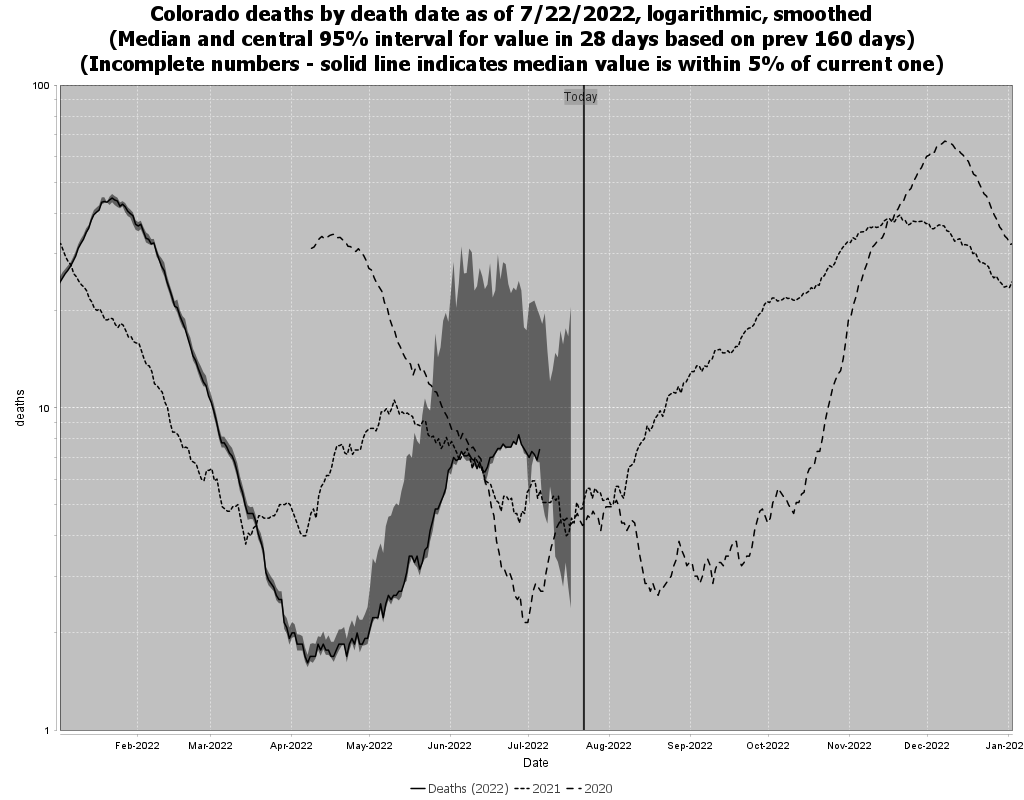 Colorado deaths by death date as of 7/22/2022, logarithmic, smoothed
(Median and central 95% interval for value in 28 days based on prev 160 days)
(Incomplete numbers - solid line indicates median value is within 5% of current one)
100
Today
deaths
10
1
Feb-2022 Mar-2022 Apr-2022 May-2022 Jun-2022 Jul-2022 Aug-2022 Sep-2022 Oct-2022 Nov-2022 Dec-2022 Jan-202
Date
Deaths (2022) 2021 2020